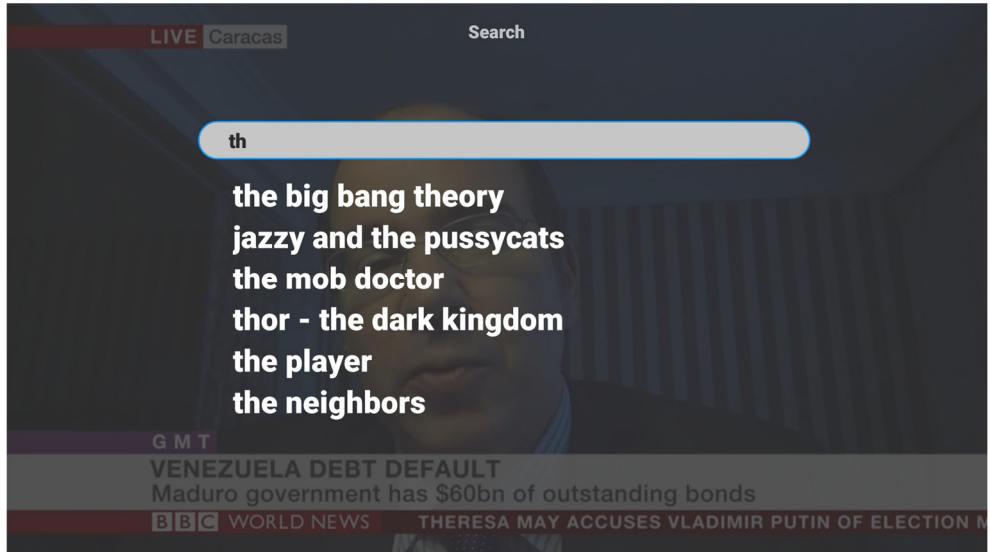 LIVE Caracas
Search
th
the big bang theory
jazzy and the pussycats
the mob doctor
thor - the dark kingdom
the player
the neighbors
GMT
VENEZUELA DEBT DEFAULT
Maduro government has $60bn of outstanding bonds
BBC WORLD NEWS THERESA MAY ACCUSES VLADIMIR PUTIN OF ELECTION